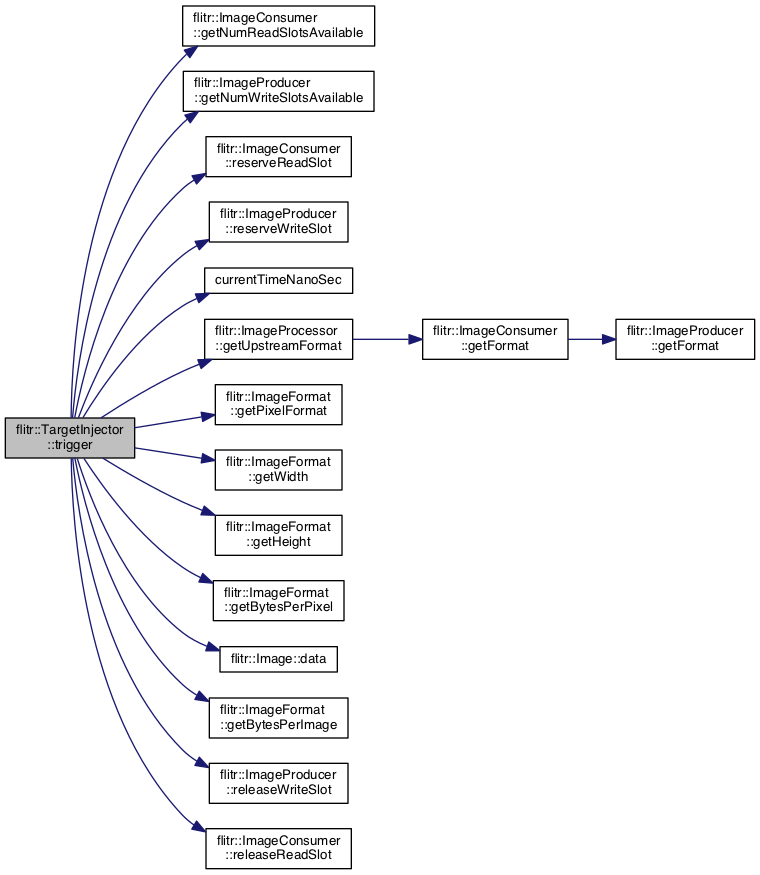 flitr::ImageConsumer
::getNumReadSlotsAvailable
flitr::ImageProducer
::getNumWriteSlotsAvailable
flitr::ImageConsumer
::reserveReadSlot
flitr::ImageProducer
::reserveWriteSlot
currentTimeNanoSec
flitr::ImageProcessor
::getUpstreamFormat
flitr::ImageConsumer
::getFormat
flitr::ImageProducer
::getFormat
flitr::ImageFormat
::getPixelFormat
flitr::TargetInjector
::trigger
flitr::ImageFormat
::getWidth
flitr::ImageFormat
::getHeight
flitr::ImageFormat
::getBytesPerPixel
flitr::Image::data
flitr::ImageFormat
::getBytesPerImage
flitr::ImageProducer
::releaseWriteSlot
flitr::ImageConsumer
::releaseReadSlot